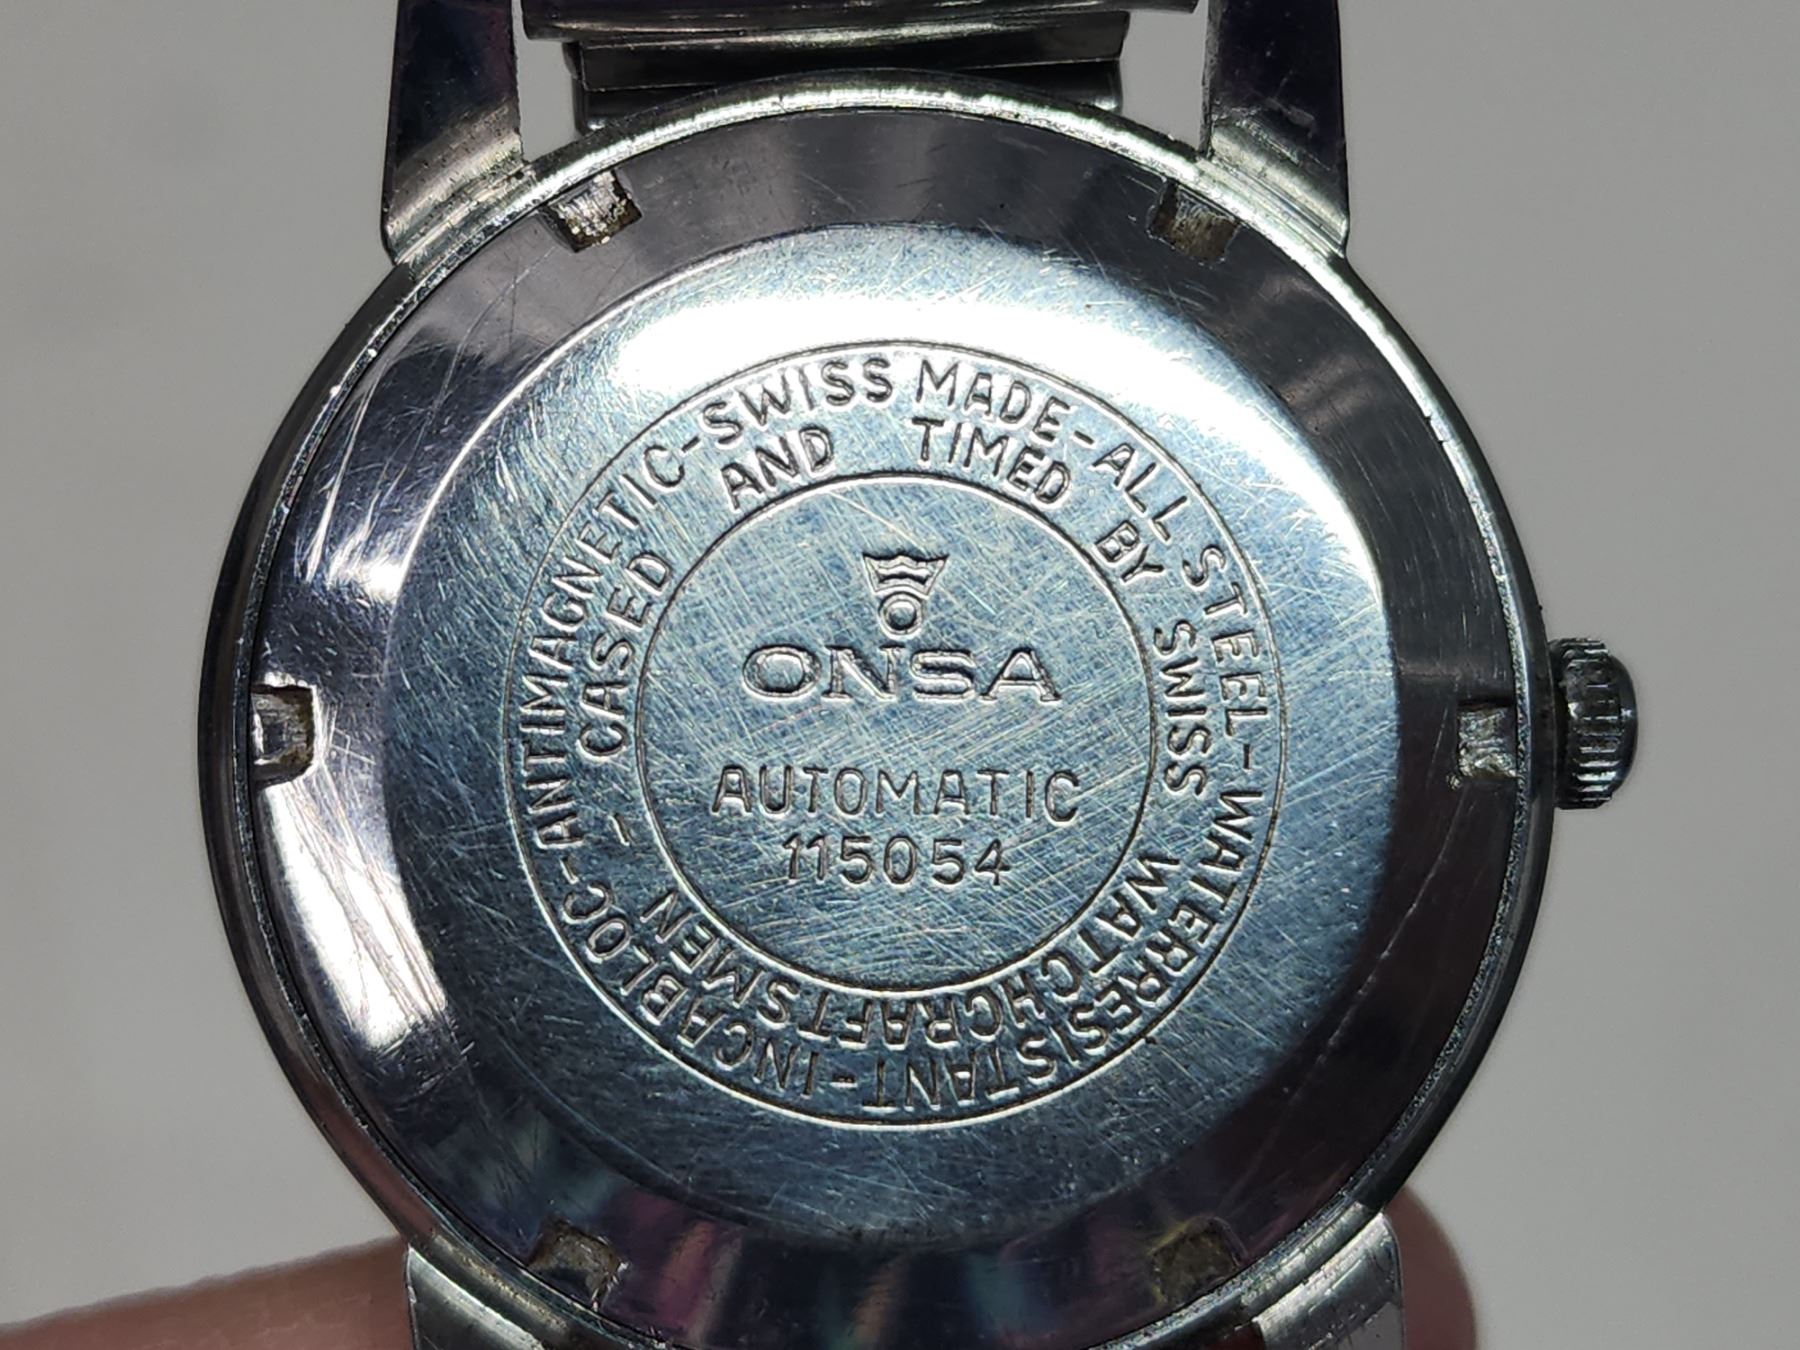 SWISS MADE-ALL STEEL-WATERRESISTANT-INCABLOC-ANTIMAGNETIC-
CASED AND TIMED BY SWISS WATCHCRAFTSMEN -
ONSA
AUTOMATIC
115054